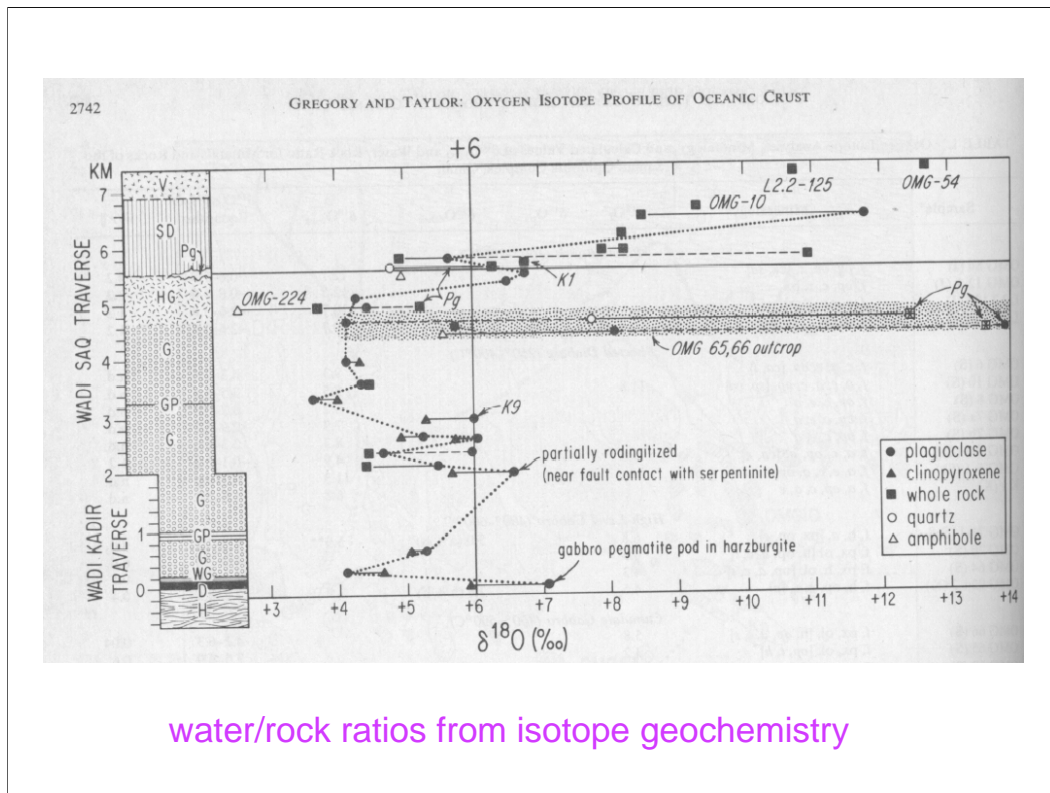 2742
GREGORY AND TAYLOR: OXYGEN ISOTOPE PROFILE OF OCEANIC CRUST
+6
KM
7
6
5
4
3
2
1
0
WADI SAQ TRAVERSE
WADI KADIR
TRAVERSE
V
SD
Pg
HG
G
GP
G
G
GP
G
WG
D
H
L2.2-125
OMG-54
OMG-10
K1
Pg
OMG-224
Pg
OMG 65,66 outcrop
K9
partially rodingitized
(near fault contact with serpentinite)
gabbro pegmatite pod in harzburgite
plagioclase
clinopyroxene
whole rock
quartz
amphibole
+3 +4 +5 +6 +7 +8 +9 +10 +11 +12 +13 +14
δ¹⁸O (‰)
water/rock ratios from isotope geochemistry